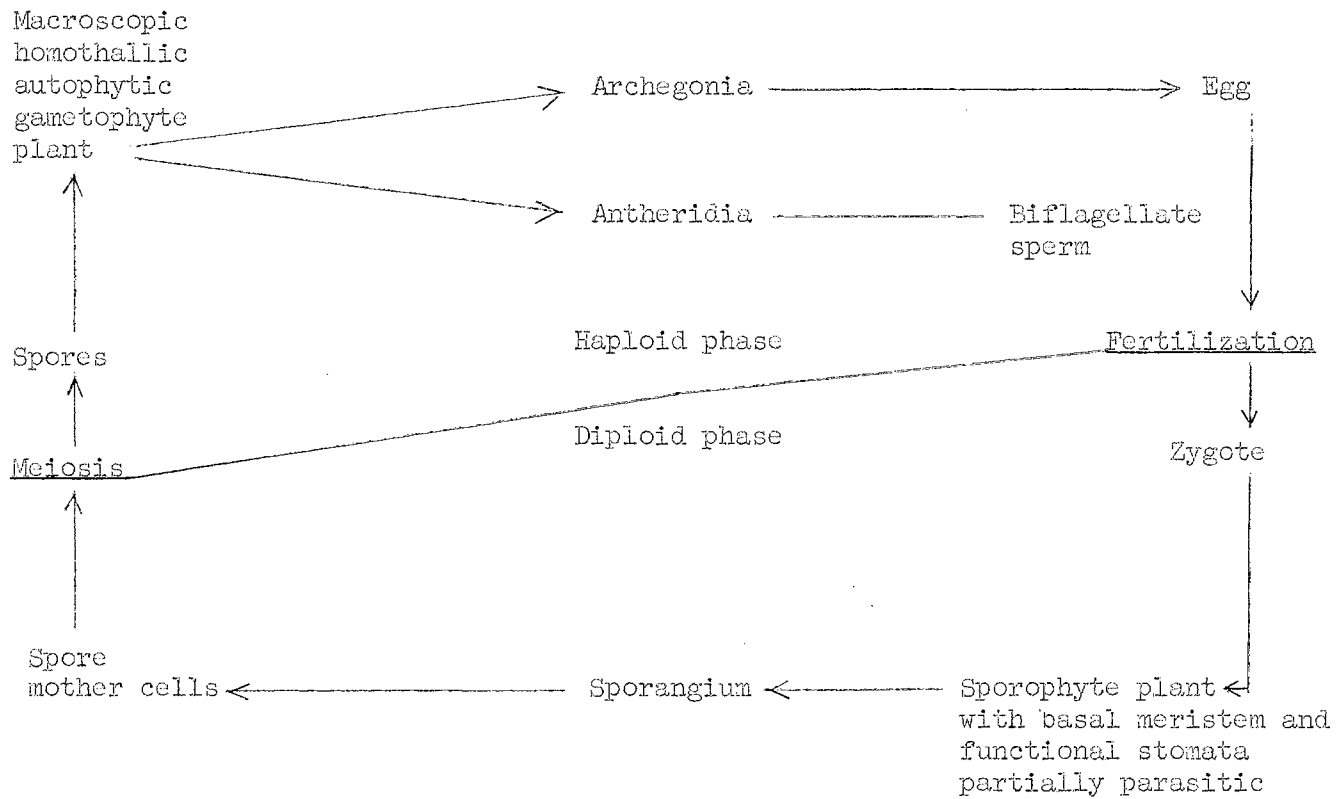 Macroscopic
homothallic
autophytic
gametophyte
plant
Archegonia
Egg
Antheridia
Biflagellate
sperm
Haploid phase
Fertilization
Spores
Diploid phase
Zygote
Meiosis
Spore
mother cells
Sporangium
Sporophyte plant
with basal meristem and
functional stomata
partially parasitic